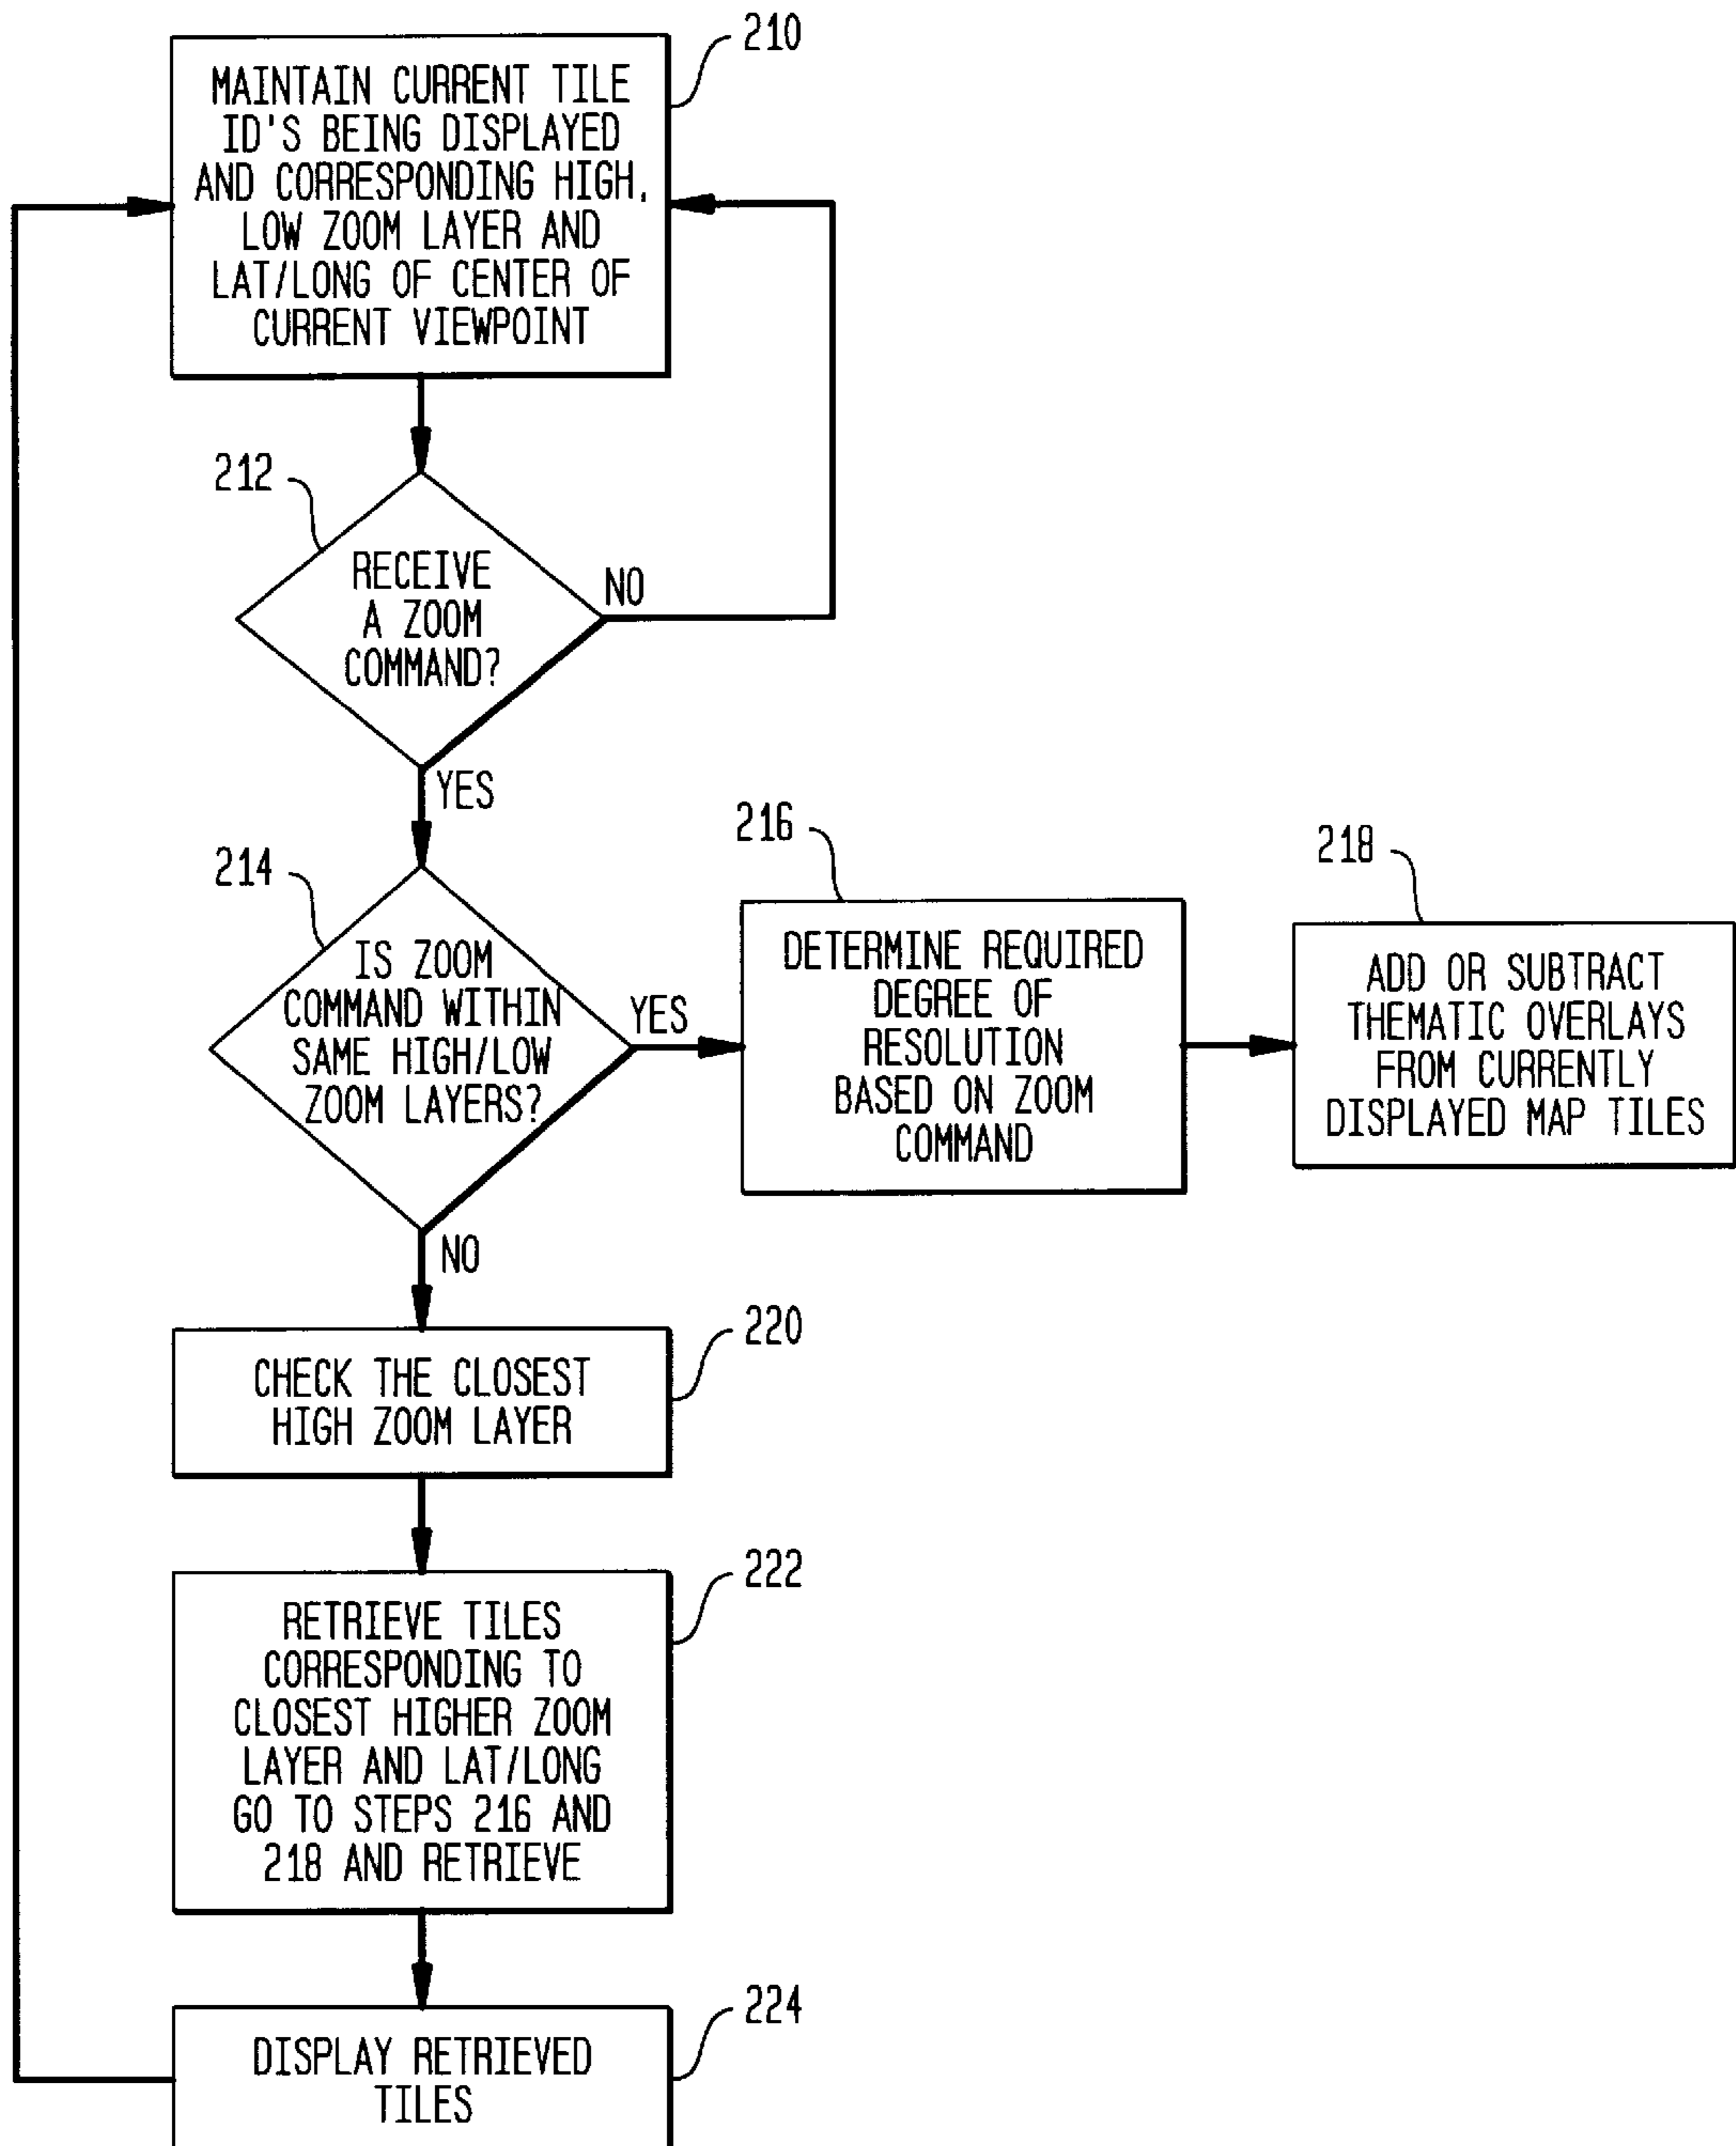 210
MAINTAIN CURRENT TILE
ID'S BEING DISPLAYED
AND CORRESPONDING HIGH,
LOW ZOOM LAYER AND
LAT/LONG OF CENTER OF
CURRENT VIEWPOINT
212
RECEIVE
A ZOOM
COMMAND?
NO
YES
214
IS ZOOM
COMMAND WITHIN
SAME HIGH/LOW
ZOOM LAYERS?
YES
NO
216
DETERMINE REQUIRED
DEGREE OF
RESOLUTION
BASED ON ZOOM
COMMAND
218
ADD OR SUBTRACT
THEMATIC OVERLAYS
FROM CURRENTLY
DISPLAYED MAP TILES
220
CHECK THE CLOSEST
HIGH ZOOM LAYER
222
RETRIEVE TILES
CORRESPONDING TO
CLOSEST HIGHER ZOOM
LAYER AND LAT/LONG
GO TO STEPS 216 AND
218 AND RETRIEVE
224
DISPLAY RETRIEVED
TILES